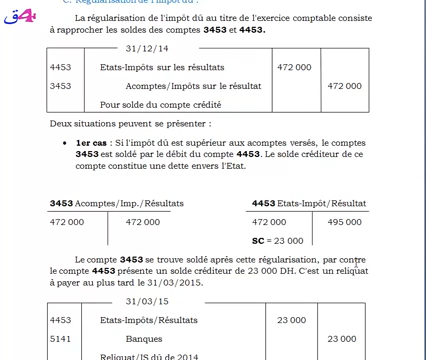 C. Régularisation de l'impôt dû :
La régularisation de l'impôt dû au titre de l'exercice comptable consiste
à rapprocher les soldes des comptes 3453 et 4453.
31/12/14
4453 Etats-Impôts sur les résultats 472 000
3453 Acomptes/Impôts sur le résultat 472 000
Pour solde du compte crédité
Deux situations peuvent se présenter :
• 1er cas : Si l'impôt dû est supérieur aux acomptes versés, le comptes
3453 est soldé par le débit du compte 4453. Le solde créditeur de ce
compte constitue une dette envers l'Etat.
3453 Acomptes/Imp./Résultats 4453 Etats-Impôt/Résultat
472 000 472 000 472 000 495 000
SC = 23 000
Le compte 3453 se trouve soldé après cette régularisation, par contre
le compte 4453 présente un solde créditeur de 23 000 DH. C'est un reliquat
à payer au plus tard le 31/03/2015.
31/03/15
4453 Etats-Impôts/Résultats 23 000
5141 Banques 23 000
Reliquat/IS dû de 2014